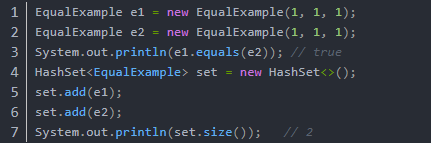 1 EqualExample e1 = new EqualExample(1, 1, 1);
2 EqualExample e2 = new EqualExample(1, 1, 1);
3 System.out.println(e1.equals(e2)); // true
4 HashSet<EqualExample> set = new HashSet<>();
5 set.add(e1);
6 set.add(e2);
7 System.out.println(set.size());   // 2